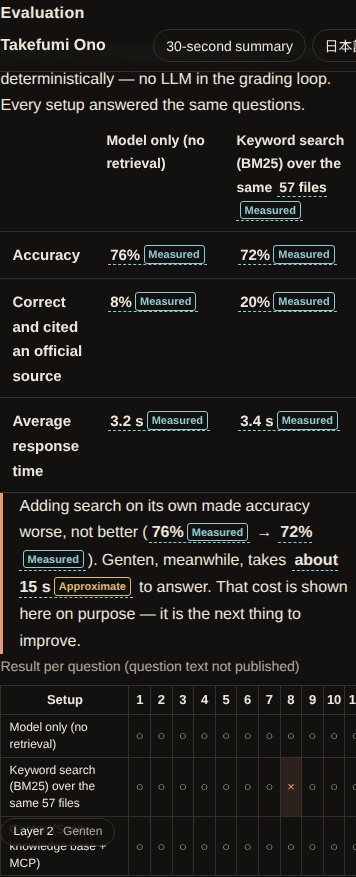 Evaluation
Takefumi Ono
30-second summary
日本語
deterministically — no LLM in the grading loop.
Every setup answered the same questions.
Model only (no retrieval)
Keyword search (BM25) over the same 57 files Measured
Accuracy 76% Measured 72% Measured
Correct and cited an official source 8% Measured 20% Measured
Average response time 3.2 s Measured 3.4 s Measured
Adding search on its own made accuracy
worse, not better ( 76% Measured → 72%
Measured ). Genten, meanwhile, takes about
15 s Approximate to answer. That cost is shown
here on purpose — it is the next thing to
improve.
Result per question (question text not published)
Setup 1 2 3 4 5 6 7 8 9 10
Model only (no retrieval) ○ ○ ○ ○ ○ ○ ○ ○ ○ ○
Keyword search (BM25) over the same 57 files ○ ○ ○ ○ ○ ○ ○ × ○ ○
Layer 2 Genten
knowledge base +
MCP) ○ ○ ○ ○ ○ ○ ○ ○ ○ ○